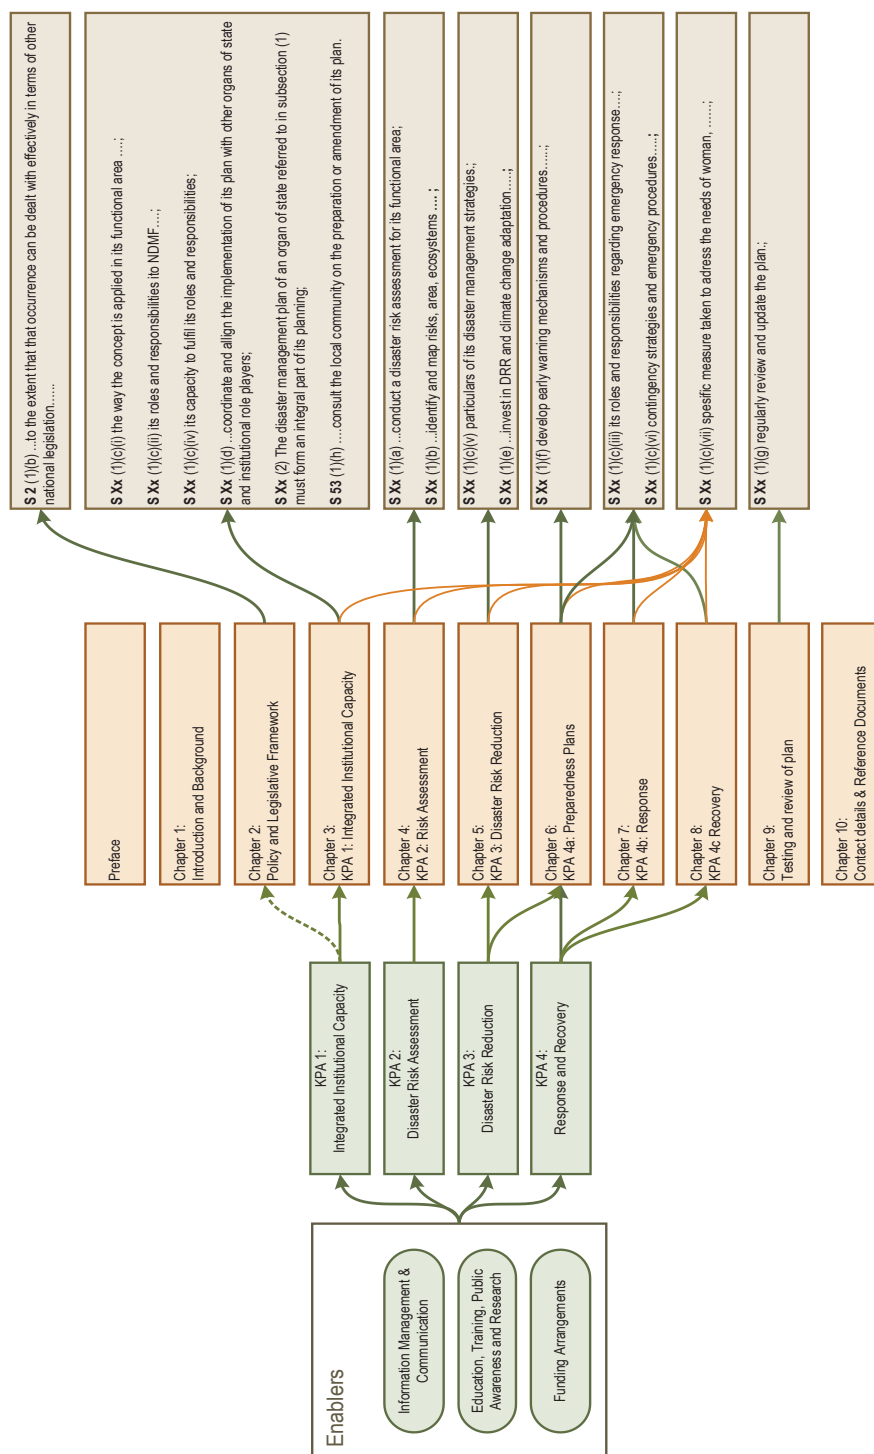 Enablers
Information Management &
Communication
Education, Training, Public
Awareness and Research
Funding Arrangements
KPA 1:
Integrated Institutional Capacity
KPA 2:
Disaster Risk Assessment
KPA 3:
Disaster Risk Reduction
KPA 4:
Response and Recovery
Preface
Chapter 1:
Introduction and Background
Chapter 2:
Policy and Legislative Framework
Chapter 3:
KPA 1: Integrated Institutional Capacity
Chapter 4:
KPA 2: Risk Assessment
Chapter 5:
KPA 3: Disaster Risk Reduction
Chapter 6:
KPA 4a: Preparedness Plans
Chapter 7:
KPA 4b: Response
Chapter 8:
KPA 4c Recovery
Chapter 9:
Testing and review of plan
Chapter 10:
Contact details & Reference Documents
S 2 (1)(b) ...to the extent that that occurrence can be dealt with effectively in terms of other
national legislation......
S Xx (1)(c)(i) the way the concept is applied in its functional area ....;
S Xx (1)(c)(ii) its roles and responsibilities ito NDMF....;
S Xx (1)(c)(iv) its capacity to fulfil its roles and responsibilities;
S Xx (1)(d) ...coordinate and align the implementation of its plan with other organs of state
and institutional role players;
S Xx (2) The disaster management plan of an organ of state referred to in subsection (1)
must form an integral part of its planning;
S 53 (1)(h) ....consult the local community on the preparation or amendment of its plan.
S Xx (1)(a) ...conduct a disaster risk assessment for its functional area;
S Xx (1)(b) ...identify and map risks, area, ecosystems .... ;
S Xx (1)(c)(v) particulars of its disaster management strategies.;
S Xx (1)(e) ...invest in DRR and climate change adaptation.....;
S Xx (1)(f) develop early warning mechanisms and procedures......;
S Xx (1)(c)(iii) its roles and responsibilities regarding emergency response....;
S Xx (1)(c)(vi) contingency strategies and emergency procedures.....;
S Xx (1)(c)(vii) spesific measure taken to adress the needs of woman, ......;
S Xx (1)(g) regularly review and update the plan.;